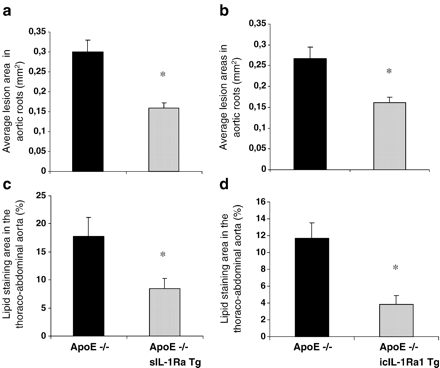 a
Average lesion area in
aortic roots (mm2)
0,35
0,3
0,25
0,2
0,15
0,1
0,05
0
*
b
Average lesion areas in
aortic roots (mm2)
0,35
0,3
0,25
0,2
0,15
0,1
0,05
0
*
c
Lipid staining area in the
thoraco-abdominal aorta (%)
25
20
15
10
5
0
*
ApoE -/-
ApoE -/-
sIL-1Ra Tg
d
Lipid staining area in the
thoraco-abdominal aorta (%)
16
14
12
10
8
6
4
2
0
*
ApoE -/-
ApoE -/-
icIL-1Ra1 Tg